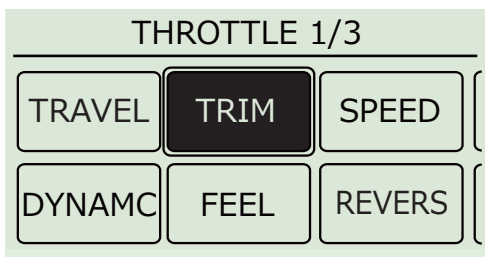 THROTTLE 1/3
TRAVEL TRIM SPEED
DYNAMC FEEL REVERS